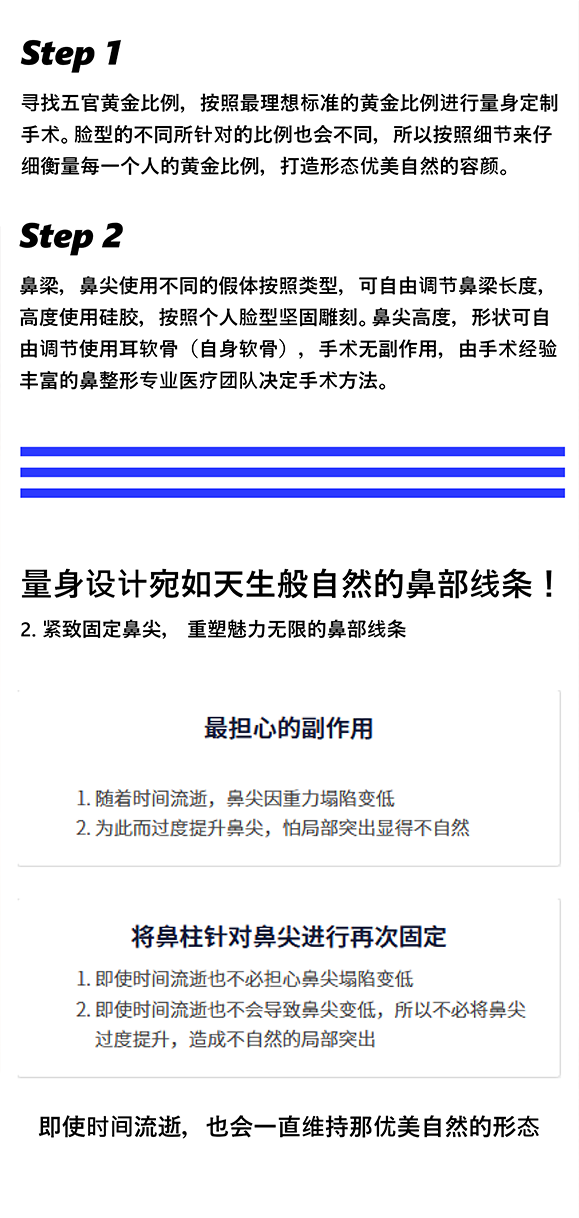 Step 1
寻找五官黄金比例，按照最理想标准的黄金比例进行量身定制
手术。脸型的不同所针对的比例也会不同，所以按照细节来仔
细衡量每一个人的黄金比例，打造形态优美自然的容颜。
Step 2
鼻梁，鼻尖使用不同的假体按照类型，可自由调节鼻梁长度，
高度使用硅胶，按照个人脸型坚固雕刻。鼻尖高度，形状可自
由调节使用耳软骨（自身软骨），手术无副作用，由手术经验
丰富的鼻整形专业医疗团队决定手术方法。
量身设计宛如天生般自然的鼻部线条！
2. 紧致固定鼻尖，重塑魅力无限的鼻部线条
最担心的副作用
1. 随着时间流逝，鼻尖因重力塌陷变低
2. 为此而过度提升鼻尖，怕局部突出显得不自然
将鼻柱针对鼻尖进行再次固定
1. 即使时间流逝也不必担心鼻尖塌陷变低
2. 即使时间流逝也不会导致鼻尖变低，所以不必将鼻尖
过度提升，造成不自然的局部突出
即使时间流逝，也会一直维持那优美自然的形态